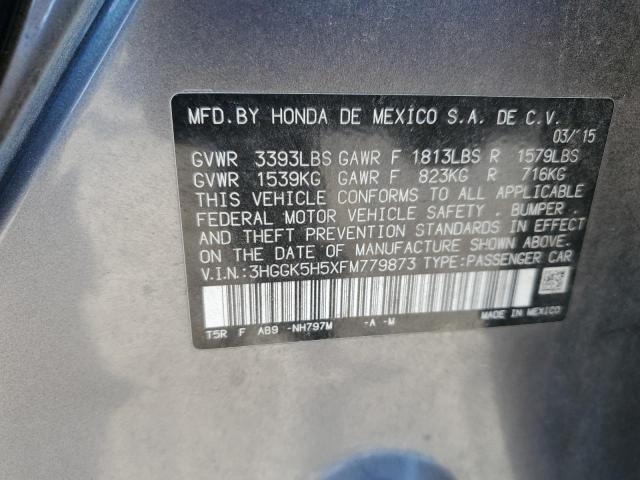 MFD.BY HONDA DE MEXICO S.A. DE C.V.
03/'15
GVWR 3393LBS GAWR F 1813LBS R 1579LBS
GVWR 1539KG GAWR F 823KG R 716KG
THIS VEHICLE CONFORMS TO ALL APPLICABLE
FEDERAL MOTOR VEHICLE SAFETY . BUMPER .
AND THEFT PREVENTION STANDARDS IN EFFECT
ON THE DATE OF MANUFACTURE SHOWN ABOVE.
V.I.N.:3HGGK5H5XFM779873 TYPE:PASSENGER CAR
T5R F AB9 -NH797M -A -M
MADE IN MEXICO